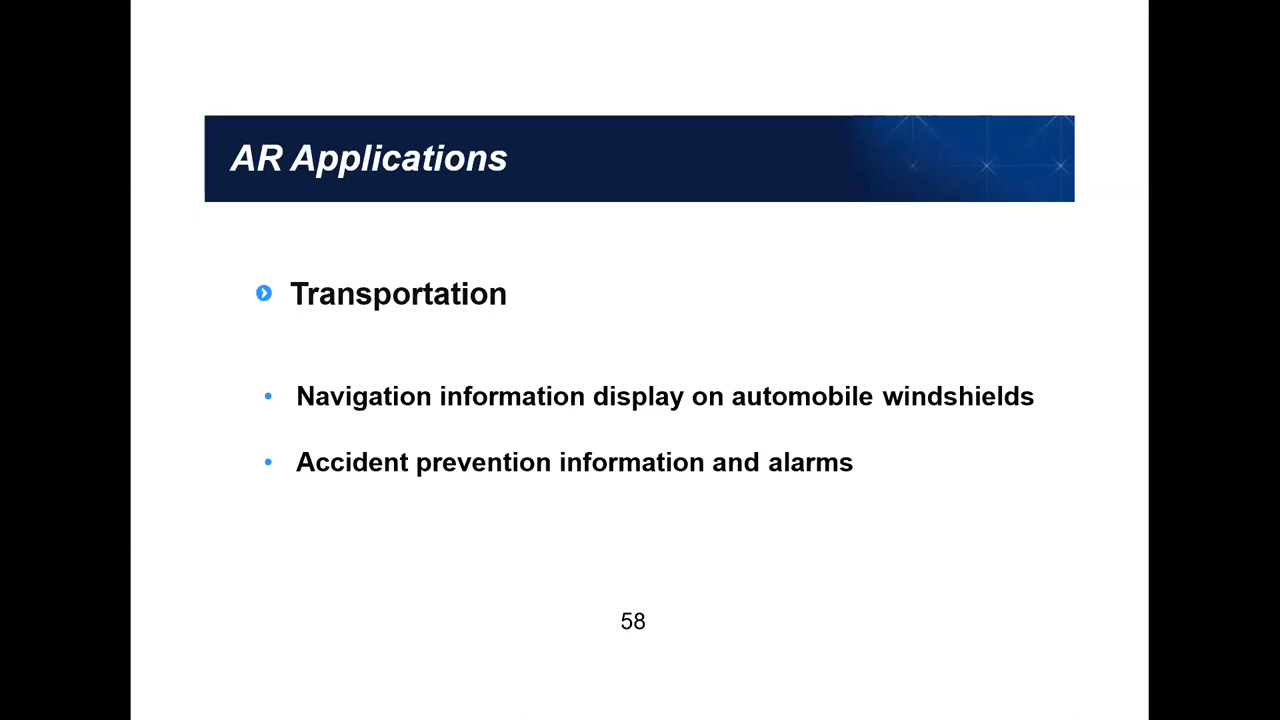 AR Applications
Transportation
• Navigation information display on automobile windshields
• Accident prevention information and alarms
58